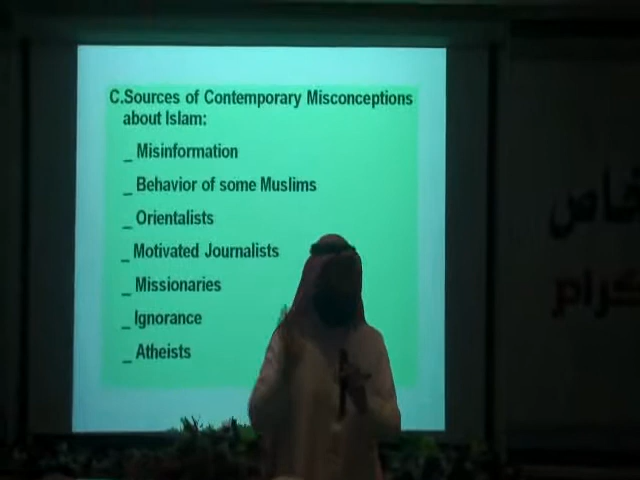 C.Sources of Contemporary Misconceptions
about Islam:
_ Misinformation
_ Behavior of some Muslims
_ Orientalists
_ Motivated Journalists
_ Missionaries
_ Ignorance
_ Atheists